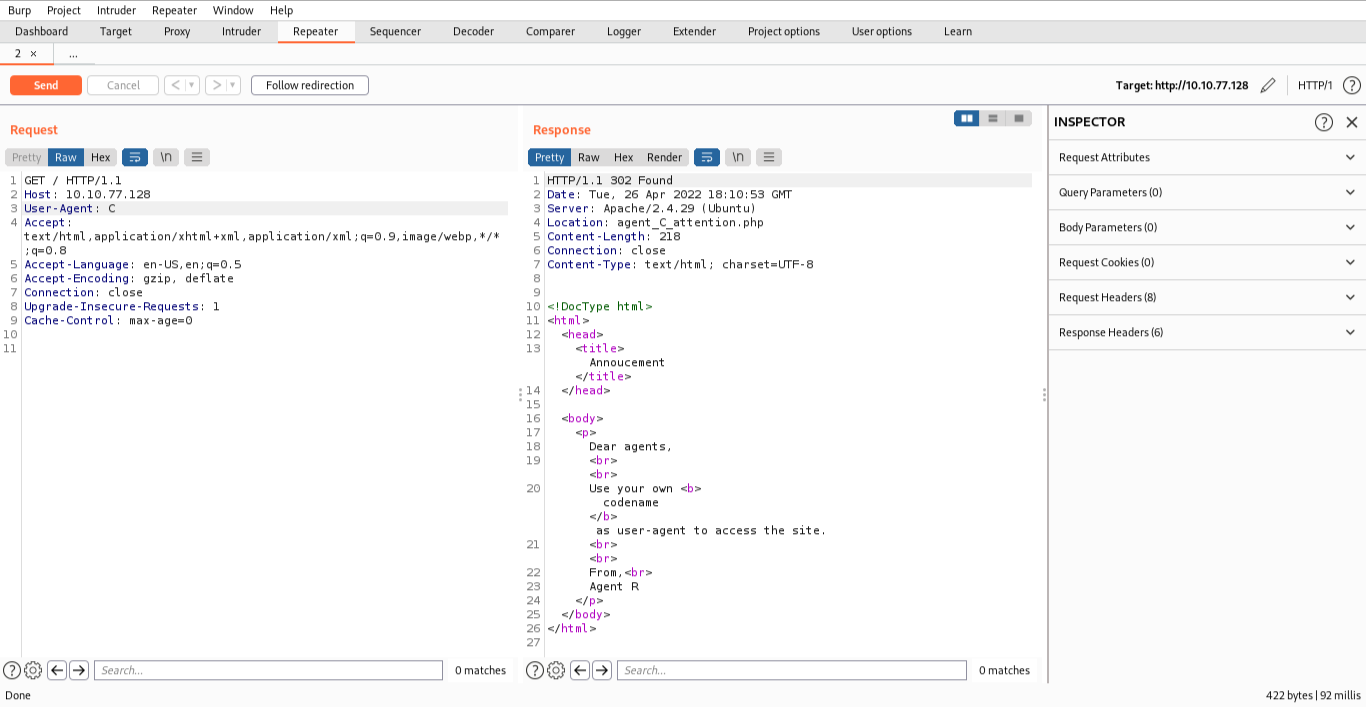 Burp Project Intruder Repeater Window Help
Dashboard Target Proxy Intruder Repeater Sequencer Decoder Comparer Logger Extender Project options User options Learn
2 × ...
Send Cancel < > Follow redirection Target: http://10.10.77.128 HTTP/1 ?
Request
Pretty Raw Hex \n
1 GET / HTTP/1.1
2 Host: 10.10.77.128
3 User-Agent: C
4 Accept:
text/html,application/xhtml+xml,application/xml;q=0.9,image/webp,*/*
;q=0.8
5 Accept-Language: en-US,en;q=0.5
6 Accept-Encoding: gzip, deflate
7 Connection: close
8 Upgrade-Insecure-Requests: 1
9 Cache-Control: max-age=0
10
11
? Search... 0 matches
Response
Pretty Raw Hex Render \n
1 HTTP/1.1 302 Found
2 Date: Tue, 26 Apr 2022 18:10:53 GMT
3 Server: Apache/2.4.29 (Ubuntu)
4 Location: agent_C_attention.php
5 Content-Length: 218
6 Connection: close
7 Content-Type: text/html; charset=UTF-8
8
9
10 <!DocType html>
11 <html>
12 <head>
13 <title>
Annoucement
</title>
14 </head>
15
16 <body>
17 <p>
18 Dear agents,
19 <br>
<br>
20 Use your own <b>
codename
</b>
as user-agent to access the site.
21 <br>
<br>
22 From,<br>
23 Agent R
24 </p>
25 </body>
26 </html>
27
? Search... 0 matches
INSPECTOR ?
Request Attributes
Query Parameters (0)
Body Parameters (0)
Request Cookies (0)
Request Headers (8)
Response Headers (6)
Done 422 bytes | 92 millis